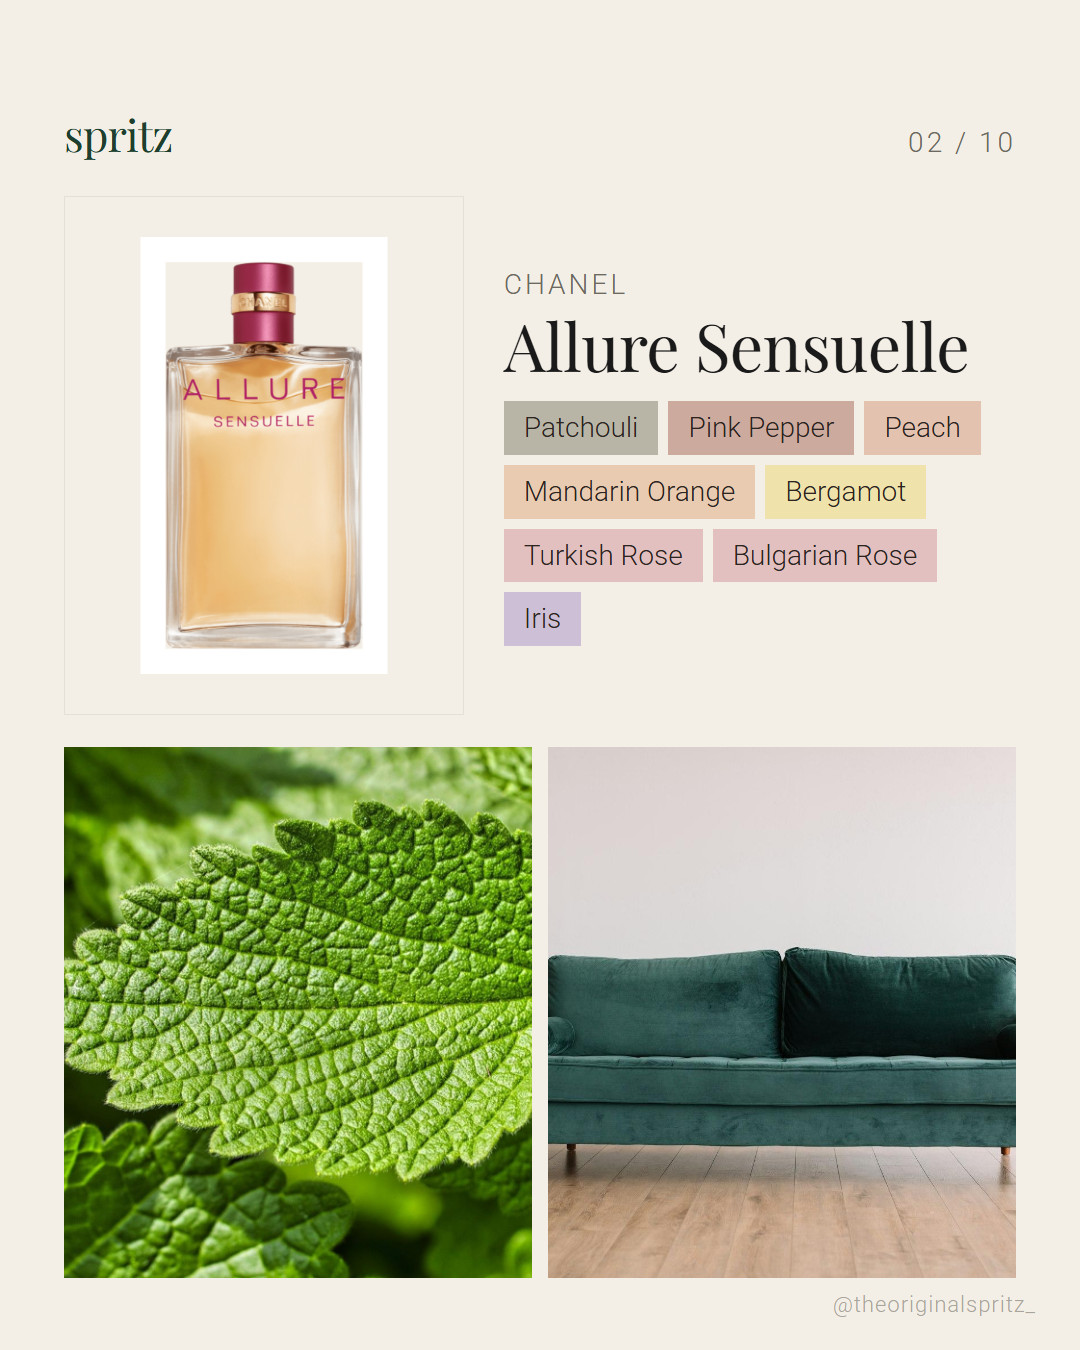 spritz
02 / 10
CHANEL
ALLURE
SENSUELLE
CHANEL
Allure Sensuelle
Patchouli Pink Pepper Peach
Mandarin Orange Bergamot
Turkish Rose Bulgarian Rose
Iris
@theoriginalspritz_